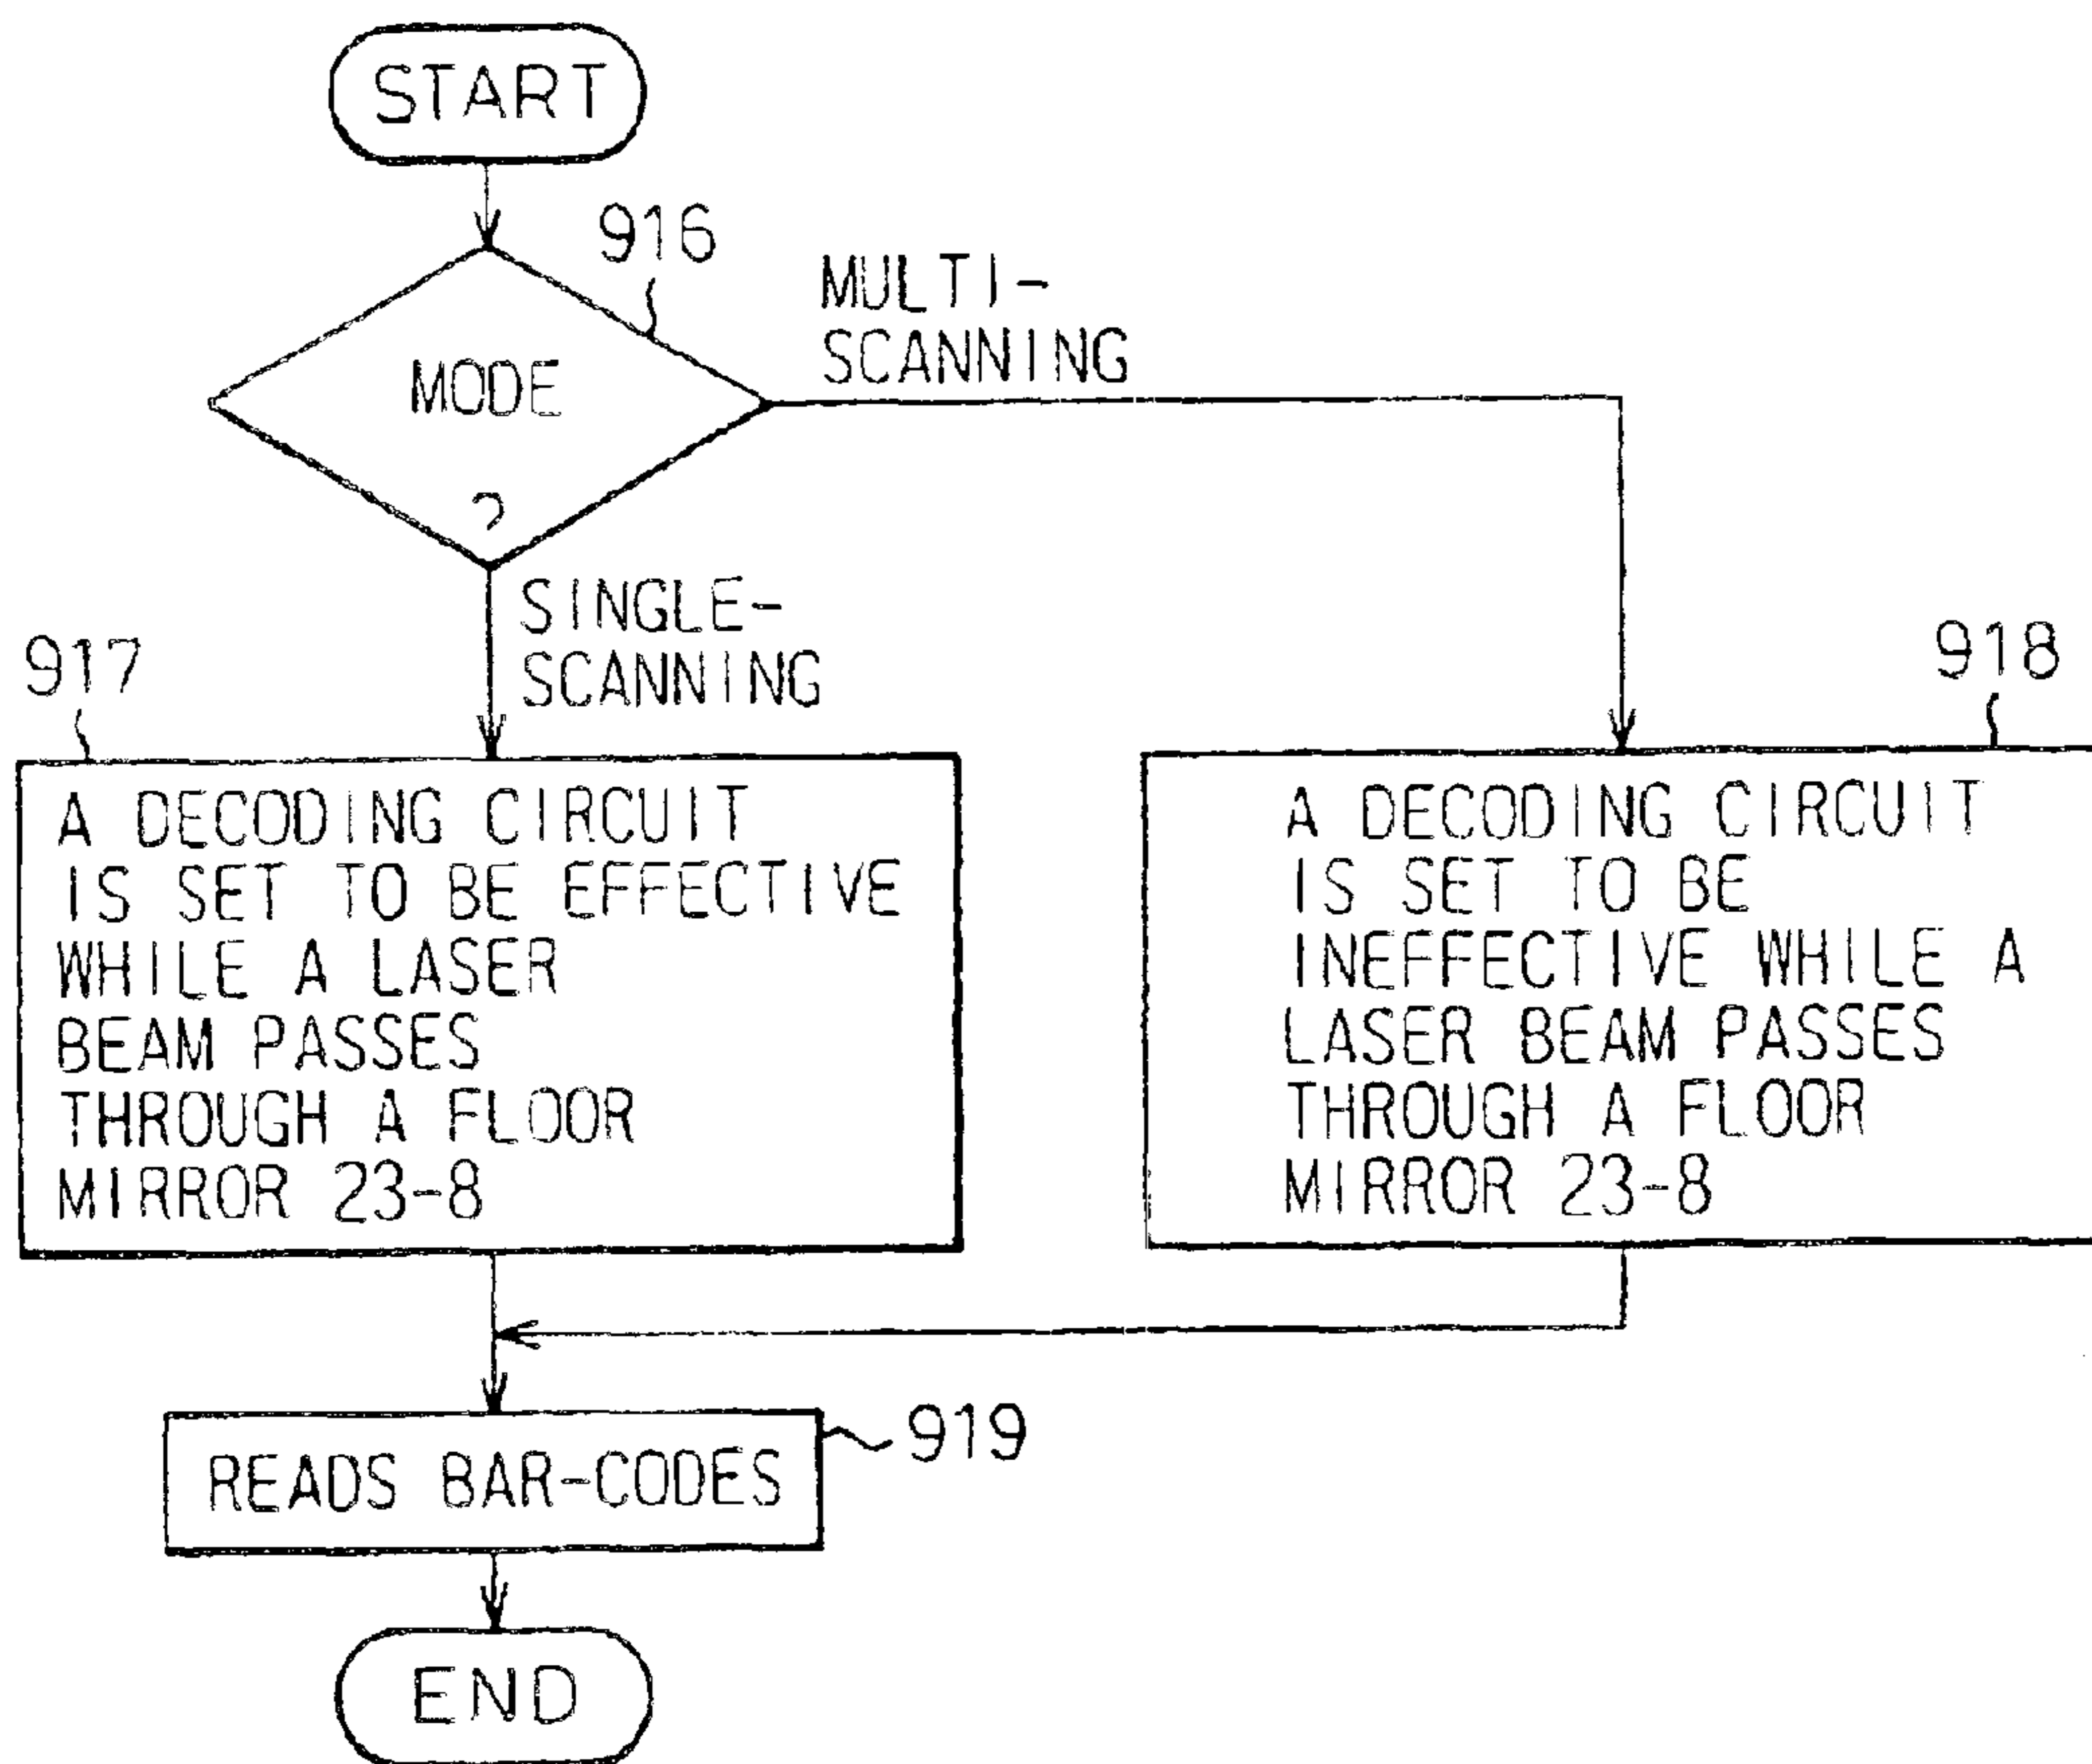 START
916
MULTI-
SCANNING
MODE
?
SINGLE-
SCANNING
917
918
A DECODING CIRCUIT
IS SET TO BE EFFECTIVE
WHILE A LASER
BEAM PASSES
THROUGH A FLOOR
MIRROR 23-8
A DECODING CIRCUIT
IS SET TO BE
INEFFECTIVE WHILE A
LASER BEAM PASSES
THROUGH A FLOOR
MIRROR 23-8
READS BAR-CODES
919
END